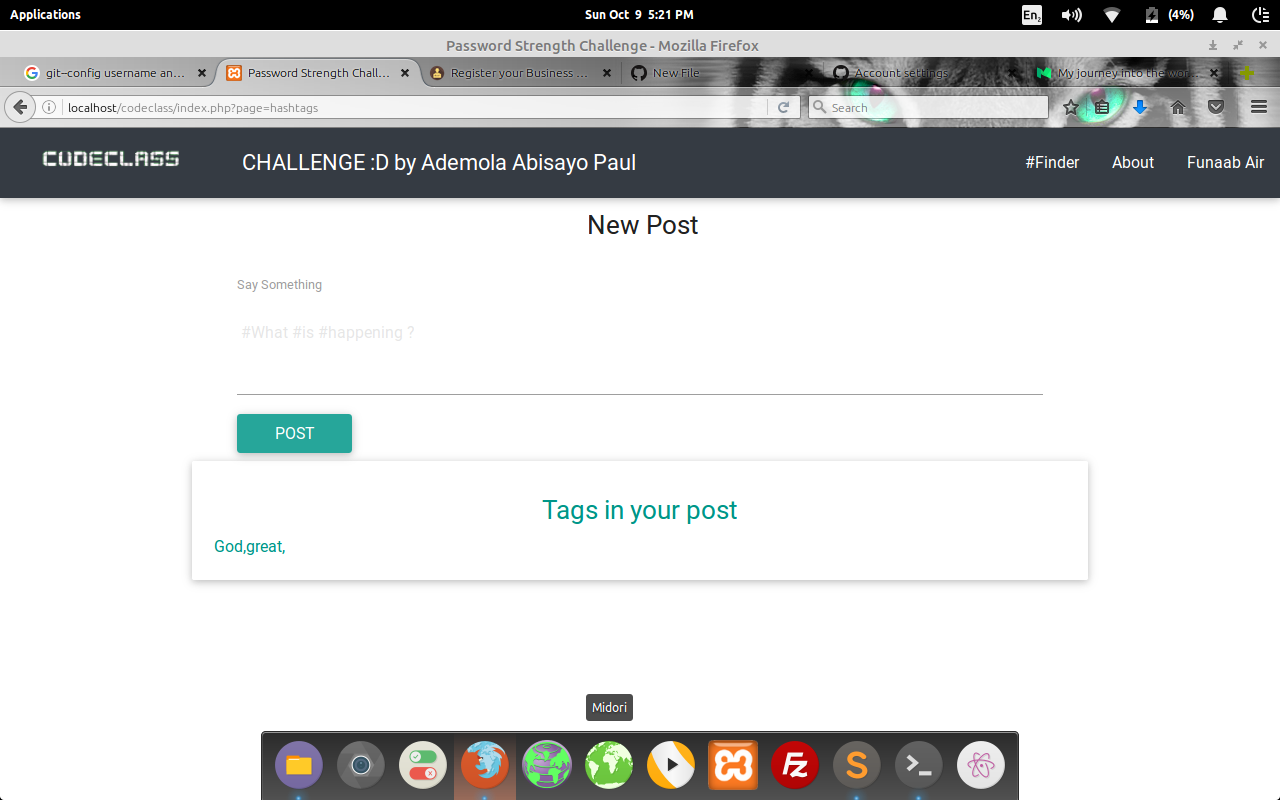 Applications
Sun Oct 9 5:21 PM
En2
(4%)
Password Strength Challenge - Mozilla Firefox
git–config username an...
Password Strength Chall...
Register your Business ...
New File
Account settings
My journey into the wor...
localhost/codeclass/index.php?page=hashtags
Search
CODECLASS
CHALLENGE :D by Ademola Abisayo Paul
#Finder
About
Funaab Air
New Post
Say Something
#What #is #happening ?
POST
Tags in your post
God,great,
Midori